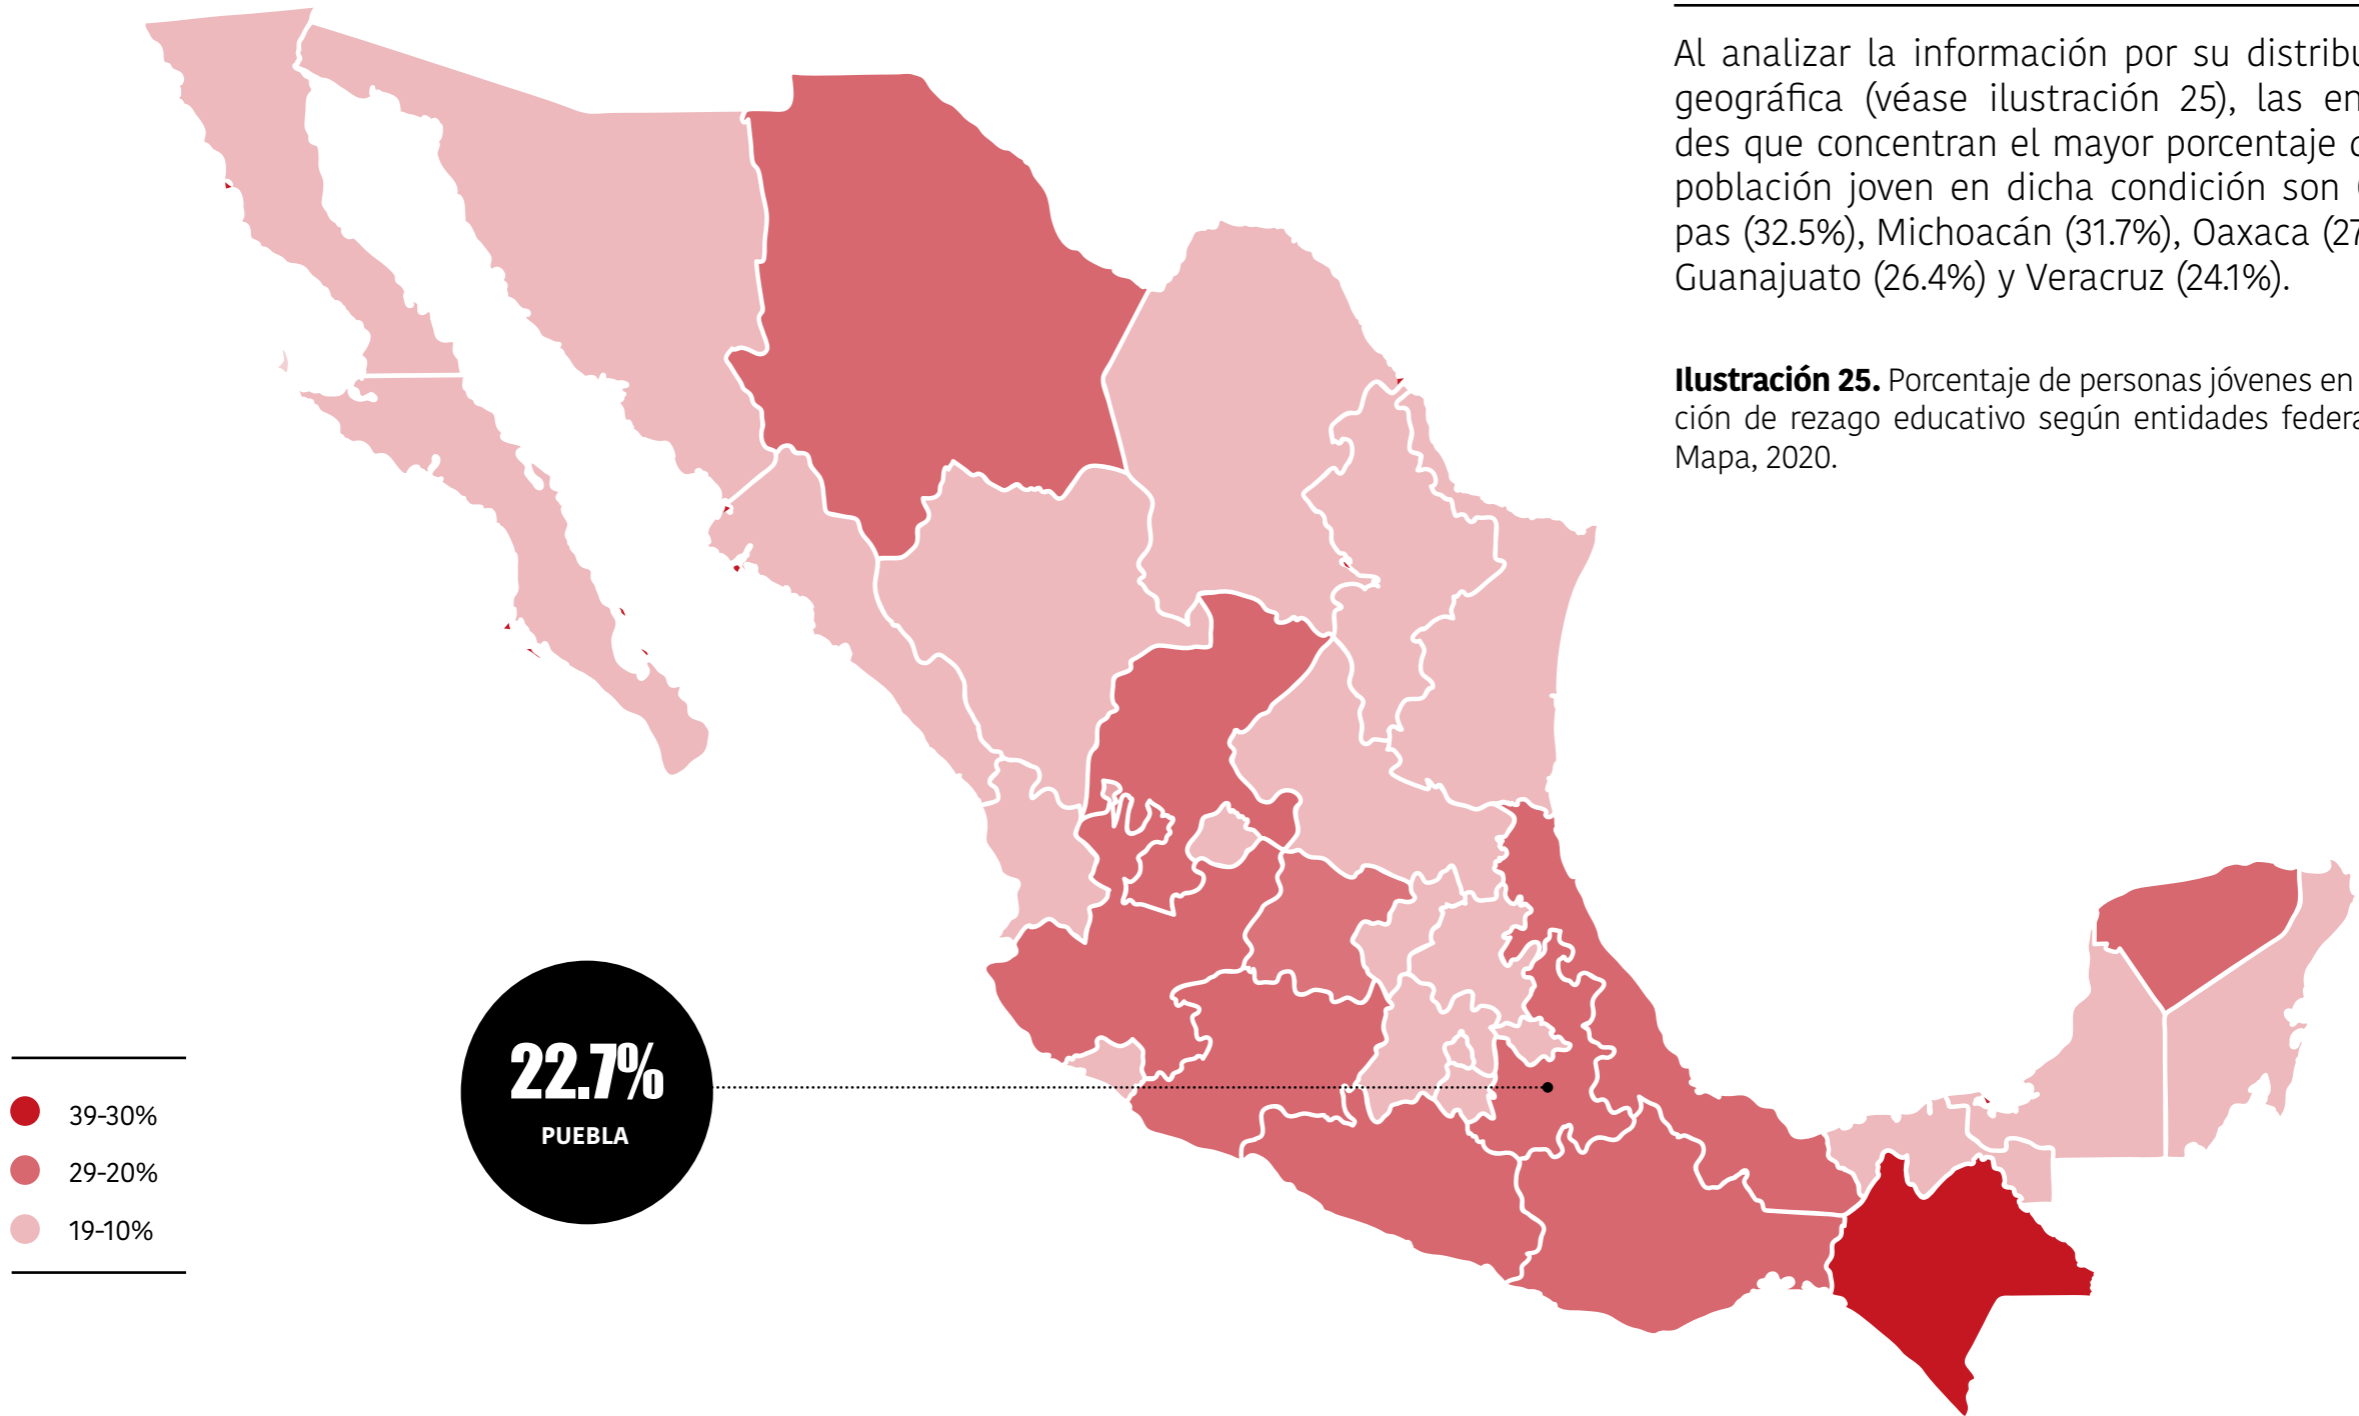 Al analizar la información por su distribu
geográfica (véase ilustración 25), las en
des que concentran el mayor porcentaje
población joven en dicha condición son
pas (32.5%), Michoacán (31.7%), Oaxaca (27
Guanajuato (26.4%) y Veracruz (24.1%).
Ilustración 25. Porcentaje de personas jóvenes en
ción de rezago educativo según entidades federa
Mapa, 2020.
22.7%
PUEBLA
39-30%
29-20%
19-10%